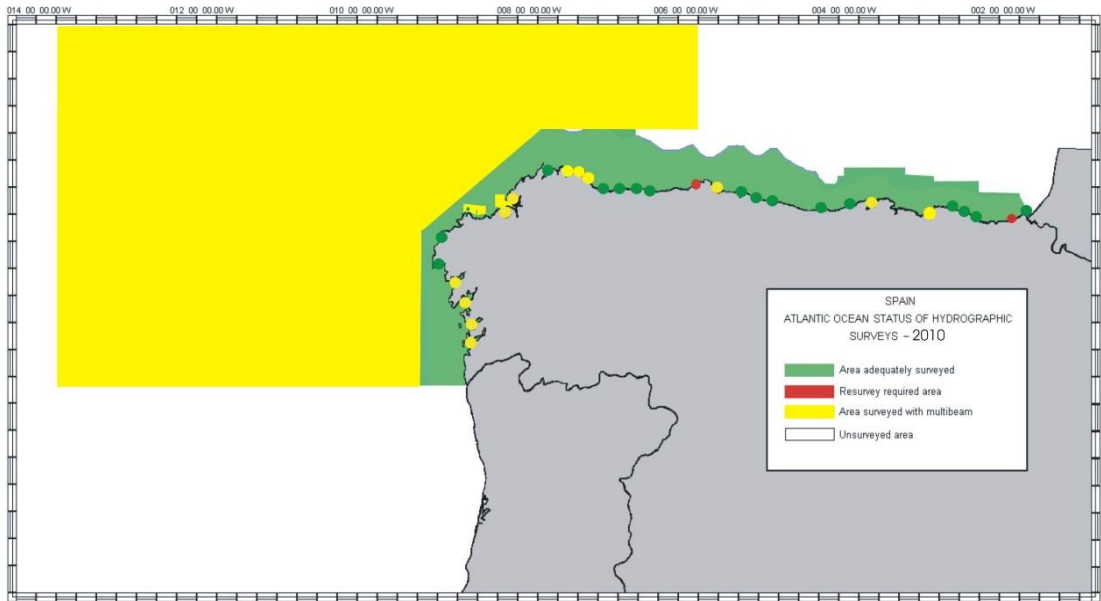 014 00 00.00.W 012 00 00.00.W 010 00 00.00.W 008 00 00.00.W 006 00 00.00.W 004 00 00.00.W 002 00 00.00.W
SPAIN
ATLANTIC OCEAN STATUS OF HYDROGRAPHIC
SURVEYS - 2010
Area adequately surveyed
Resurvey required area
Area surveyed with multibeam
Unsurveyed area